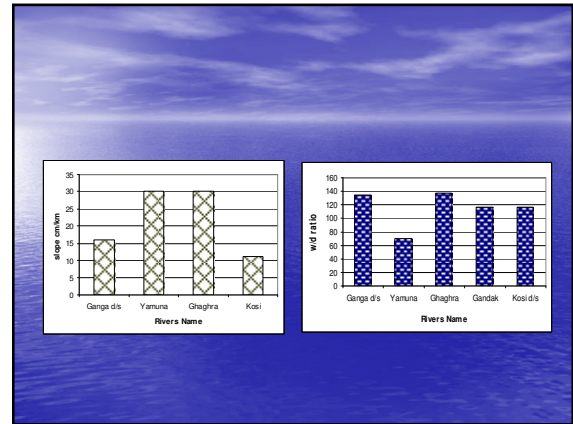 35
30
25
20
15
10
5
0
slope cm/km
Ganga d/s Yamuna Ghaghra Kosi
Rivers Name
160
140
120
100
80
60
40
20
0
w/d ratio
Ganga d/s Yamuna Ghaghra Gandak Kosi d/s
Rivers Name